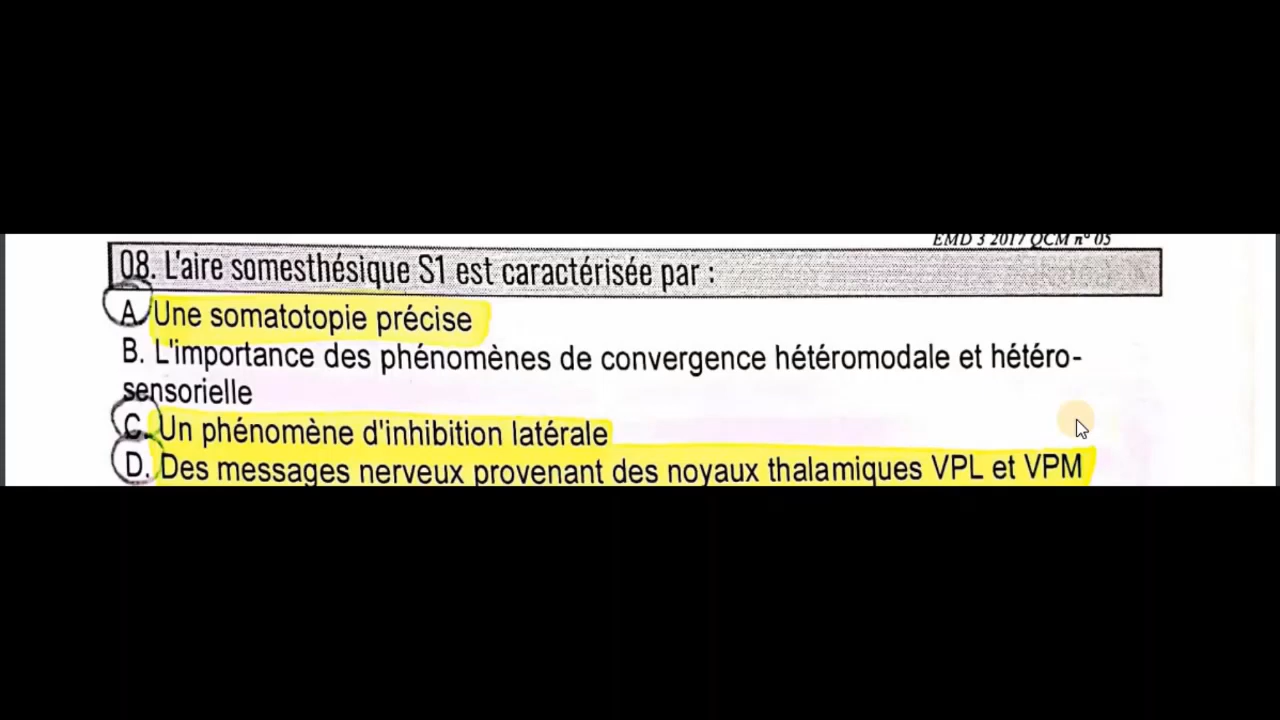 EMD 3 2017 QCM n° 05
08. L'aire somesthésique S1 est caractérisée par :
A. Une somatotopie précise
B. L'importance des phénomènes de convergence hétéromodale et hétéro-
sensorielle
C. Un phénomène d'inhibition latérale
D. Des messages nerveux provenant des noyaux thalamiques VPL et VPM